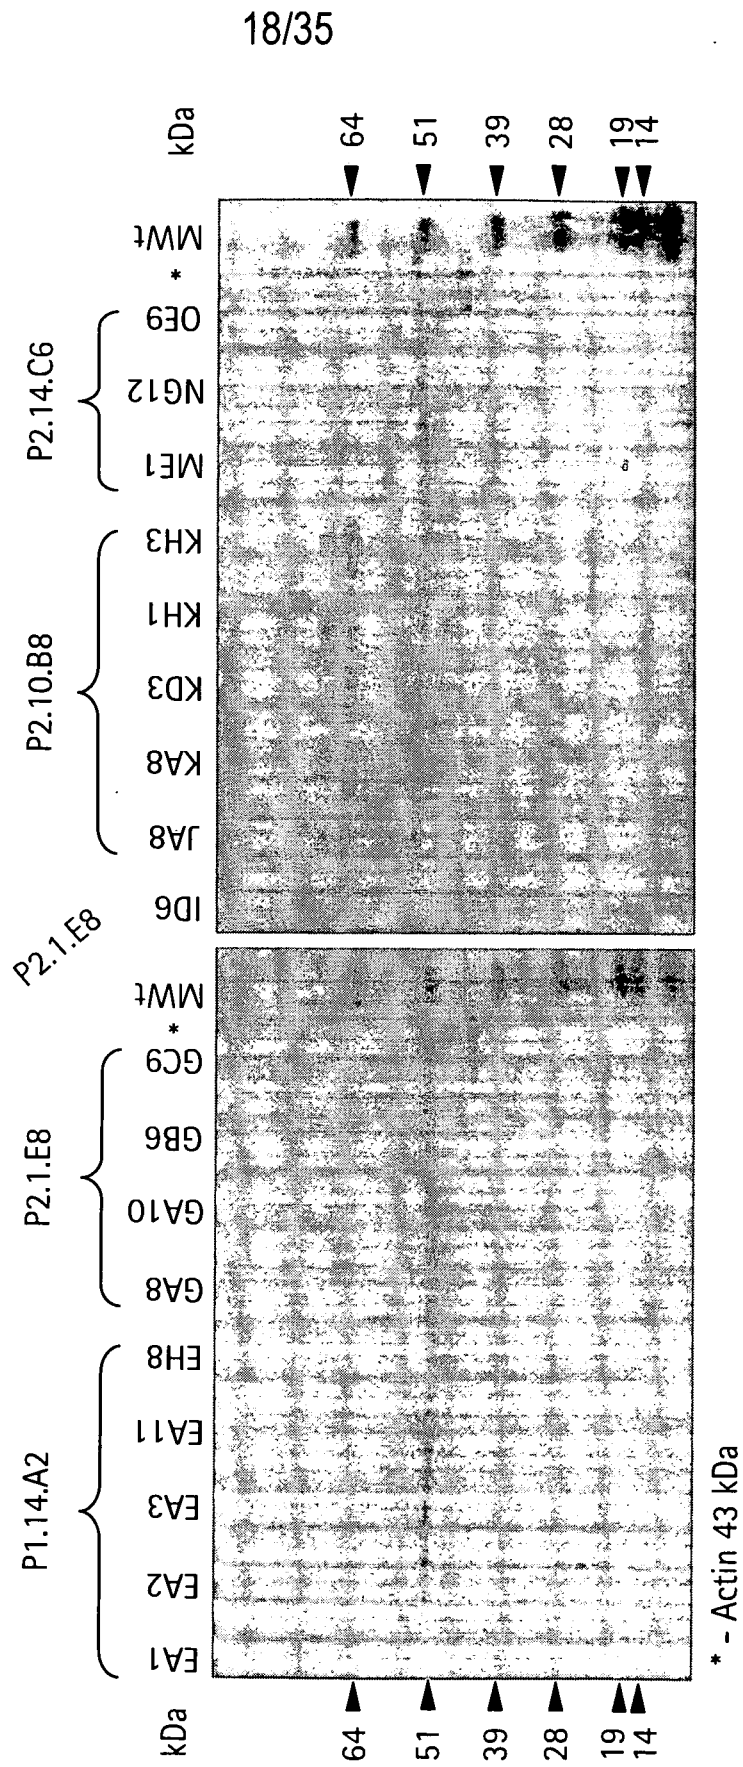 18/35
P1.14.A2 P2.1.E8 P2.1.E8 P2.10.B8 P2.14.C6
kDa EA1 EA2 EA3 EA11 EH8 GA8 GA10 GB6 GC9 * MWt ID6 JA8 KA8 KD3 KH1 KH3 ME1 NG12 OE9 * MWt kDa
64 64
51 51
39 39
28 28
19 19
14 14
* - Actin 43 kDa